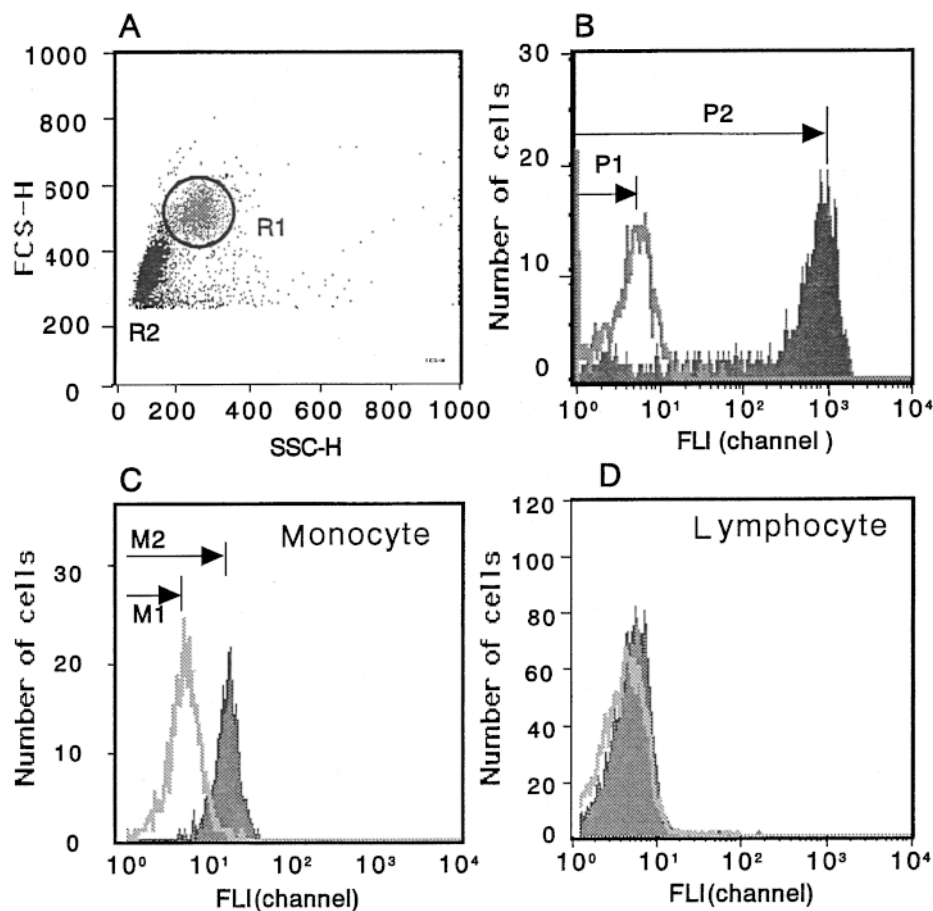 A
1000
800
600
400
200
0
FCS-H
R1
R2
0 200 400 600 800 1000
SSC-H
B
30
20
10
0
Number of cells
P2
P1
10⁰ 10¹ 10² 10³ 10⁴
FLI (channel )
C
Monocyte
30
20
10
0
Number of cells
M2
M1
10⁰ 10¹ 10² 10³ 10⁴
FLI(channel)
D
Lymphocyte
120
100
80
60
40
20
0
Number of cells
10⁰ 10¹ 10² 10³ 10⁴
FLI(channel)